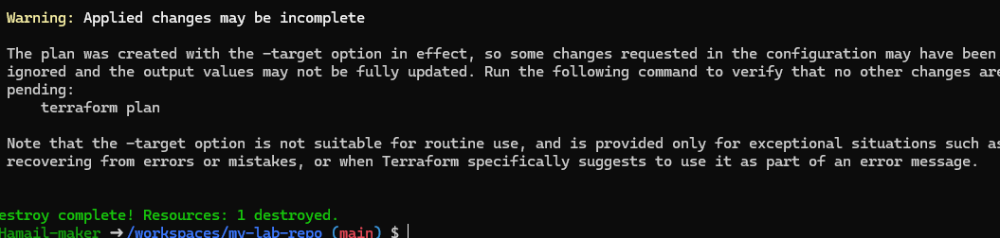 Warning: Applied changes may be incomplete
The plan was created with the -target option in effect, so some changes requested in the configuration may have been
ignored and the output values may not be fully updated. Run the following command to verify that no other changes are
pending:
terraform plan
Note that the -target option is not suitable for routine use, and is provided only for exceptional situations such as
recovering from errors or mistakes, or when Terraform specifically suggests to use it as part of an error message.
estroy complete! Resources: 1 destroyed.
Hamail-maker ➜ /workspaces/my-lab-repo (main) $